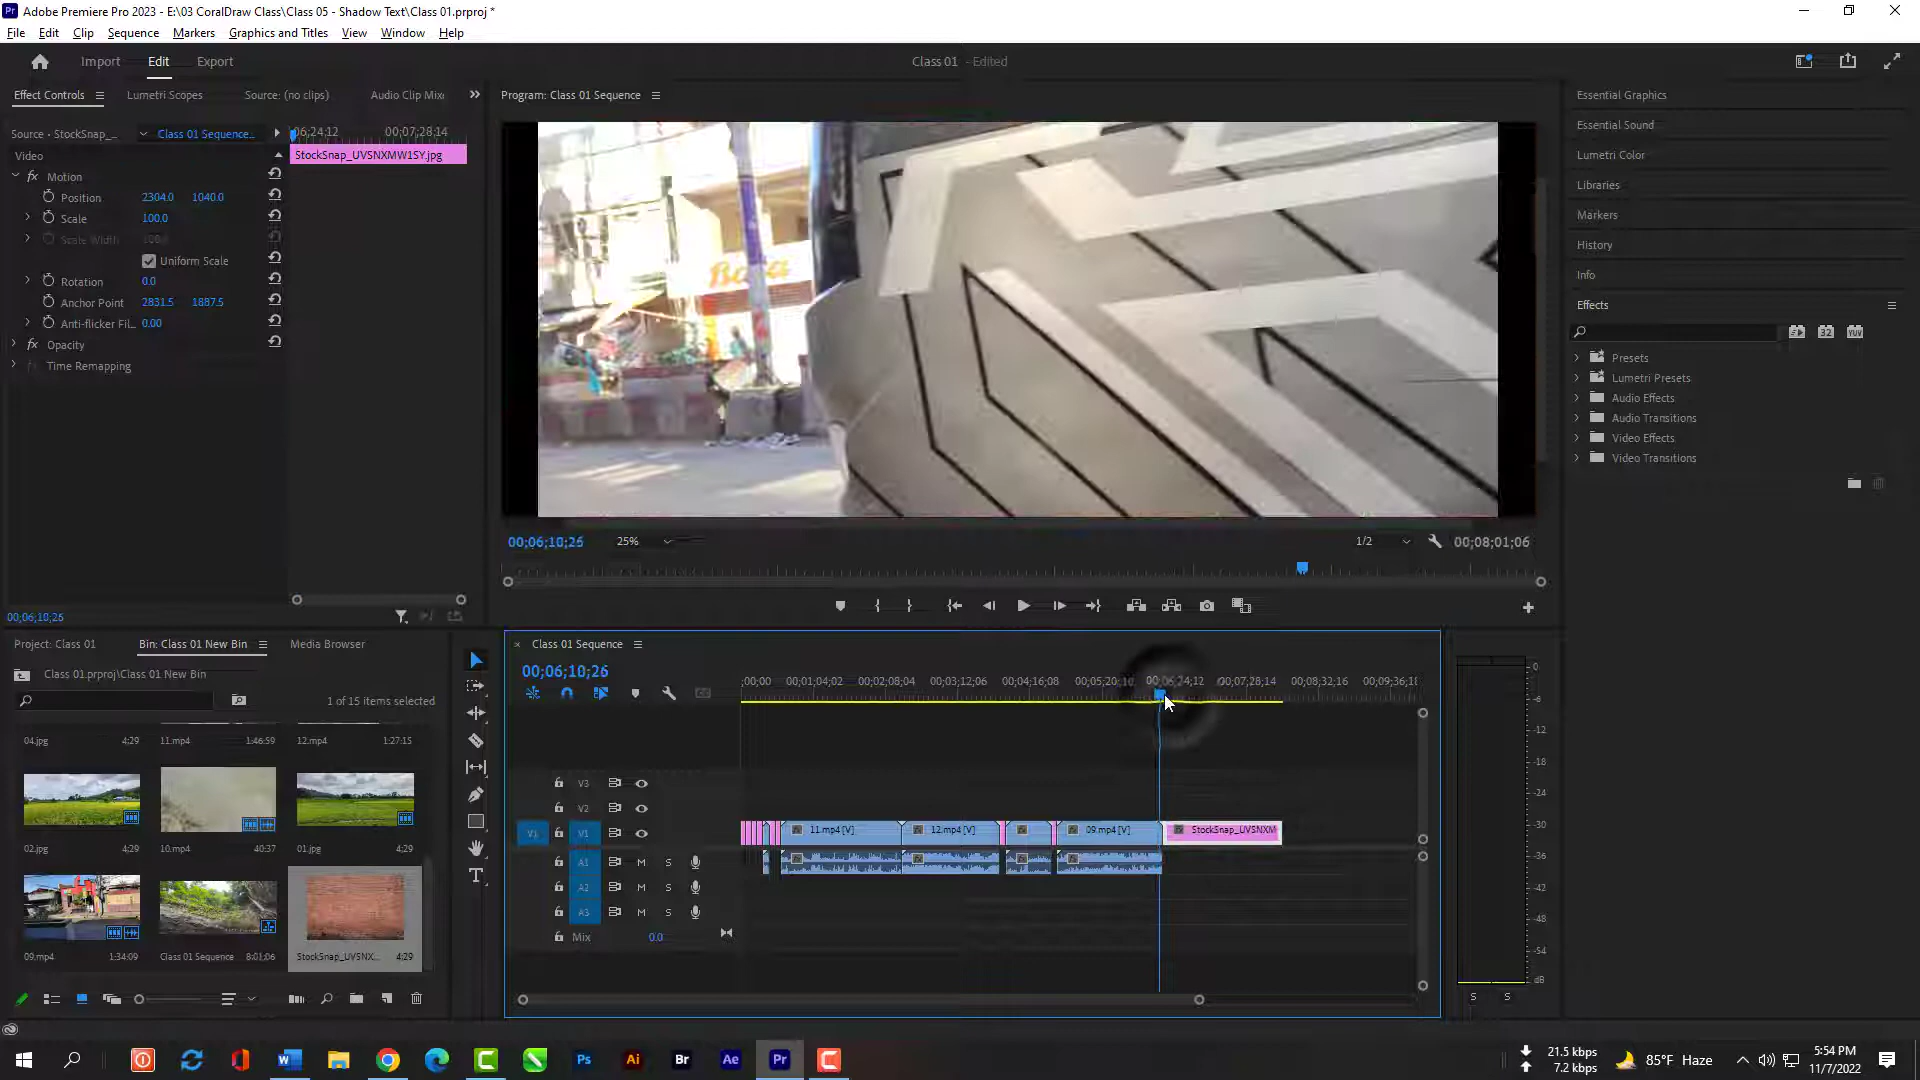 Adobe Premiere Pro 2023 - E:\03 CoralDraw Class\Class 05 - Shadow Text\Class 01.prproj *
File Edit Clip Sequence Markers Graphics and Titles View Window Help
Import Edit Export
Class 01 - Edited
Effect Controls Lumetri Scopes Source: (no clips) Audio Clip Mix
Source - StockSnap_... Class 01 Sequence...
06;24;12 00;07;28;14
Video
StockSnap_UVSNXMW1SY.jpg
fx Motion
Position 2304.0 1040.0
Scale 100.0
Scale Width 100.0
Uniform Scale
Rotation 0.0
Anchor Point 2831.5 1887.5
Anti-flicker Fil... 0.00
fx Opacity
Time Remapping
00;06;10;26
Program: Class 01 Sequence
Bata
00;06;10;26 25% 1/2 00;08;01;06
Essential Graphics
Essential Sound
Lumetri Color
Libraries
Markers
History
Info
Effects
32 YUV
Presets
Lumetri Presets
Audio Effects
Audio Transitions
Video Effects
Video Transitions
Project: Class 01 Bin: Class 01 New Bin Media Browser
Class 01.prproj\Class 01 New Bin
1 of 15 items selected
04.jpg 4;29 11.mp4 1:46:59 12.mp4 1:27:15
02.jpg 4;29 10.mp4 40:37 01.jpg 4;29
09.mp4 1:34:09 Class 01 Sequence 8;01;06 StockSnap_UVSNX... 4;29
Class 01 Sequence
00;06;10;26
;00;00 00;01;04;02 00;02;08;04 00;03;12;06 00;04;16;08 00;05;20;10 00;06;24;12 00;07;28;14 00;08;32;16 00;09;36;18
V3
V2
V1 V1 11.mp4 [V] 12.mp4 [V] 09.mp4 [V] StockSnap_UVSNXM
A1 M S
A2 M S
A3 M S
Mix 0.0
0
-6
-12
-18
-24
-30
-36
-42
-48
-54
dB
S S
Ps Ai Br Ae Pr
21.5 kbps
7.2 kbps
85°F Haze
5:54 PM
11/7/2022